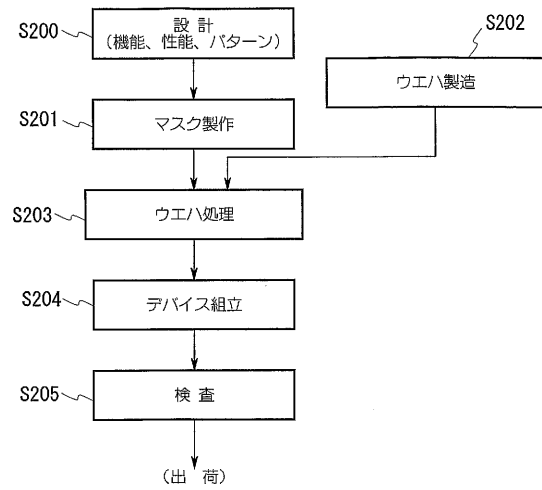 S200
設 計
(機能、性能、パターン)
S202
ウエハ製造
S201
マスク製作
S203
ウエハ処理
S204
デバイス組立
S205
検 査
(出 荷)